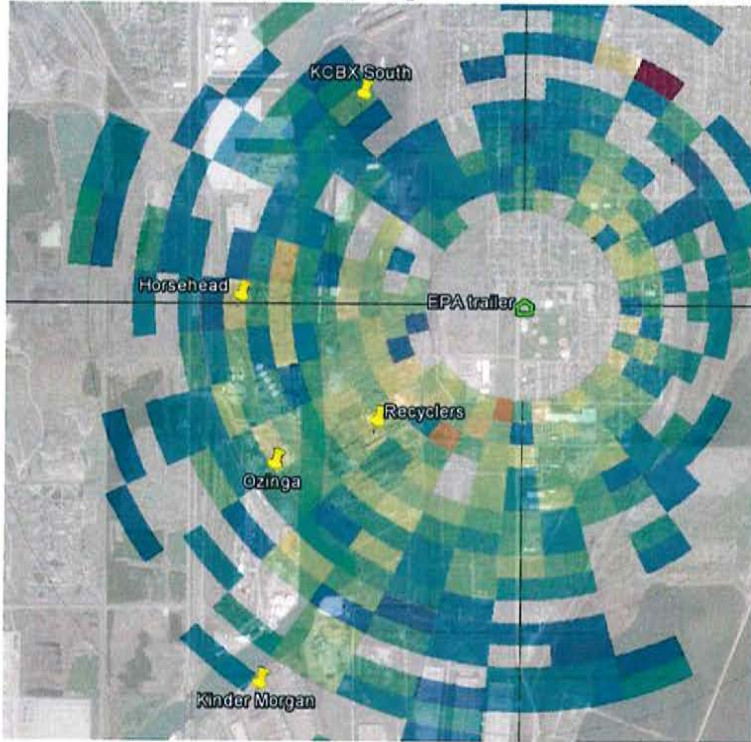 KCBX South
Horsehead
EPA trailer
Recyclers
Ozinga
Kinder Morgan